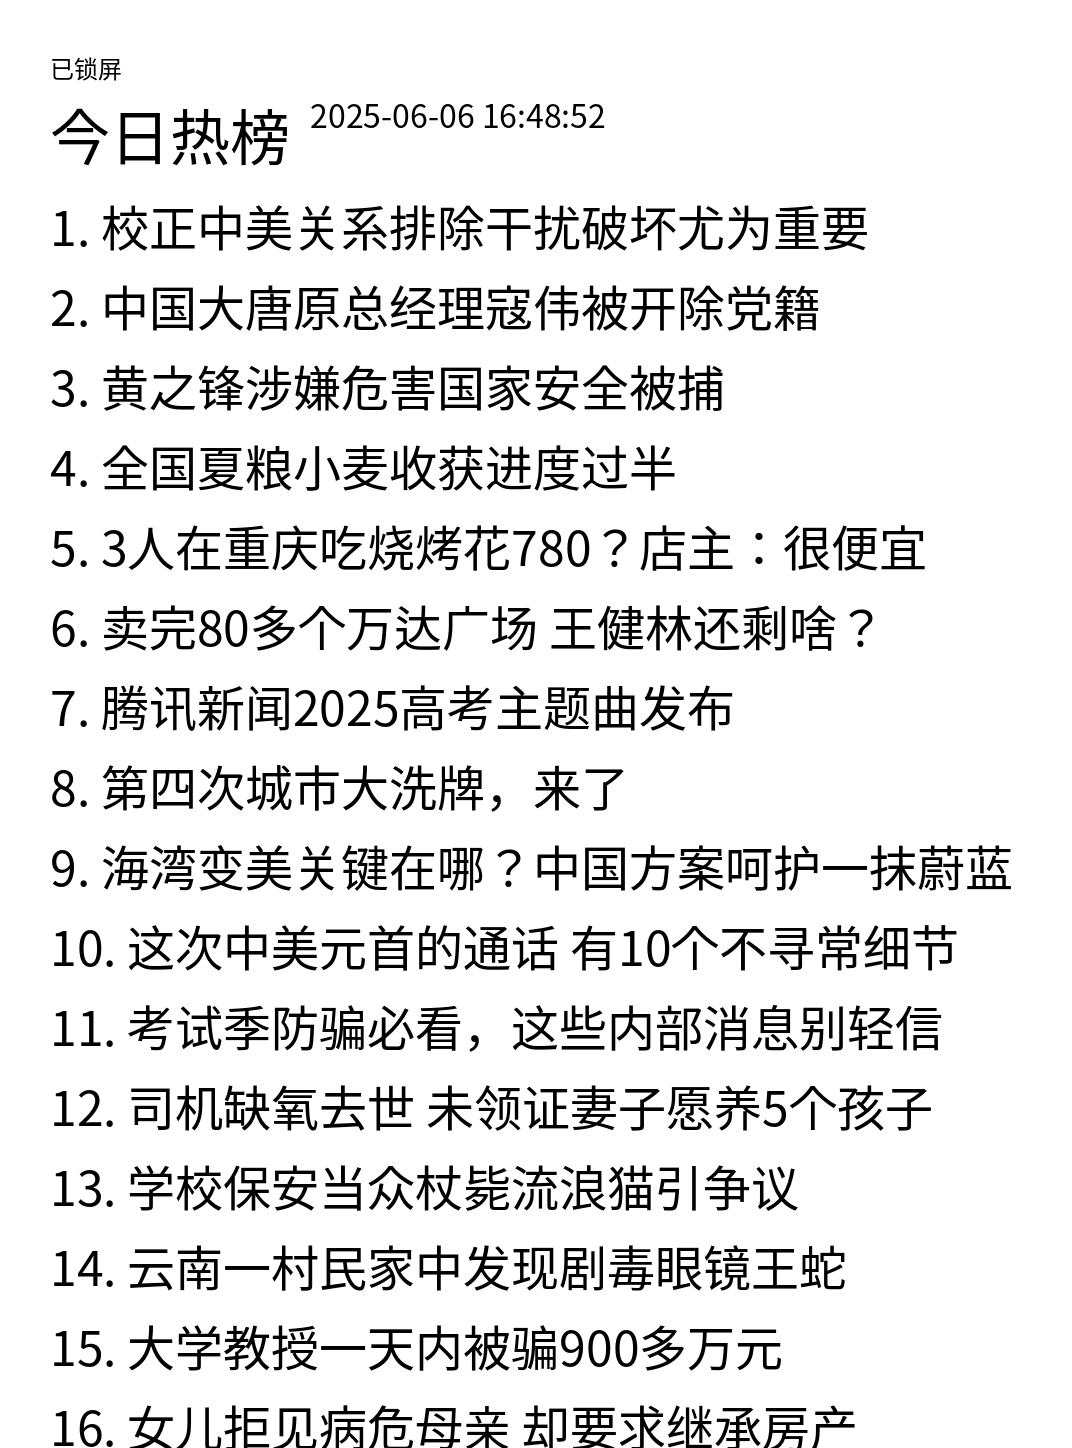 已锁屏
今日热榜 2025-06-06 16:48:52
1. 校正中美关系排除干扰破坏尤为重要
2. 中国大唐原总经理寇伟被开除党籍
3. 黄之锋涉嫌危害国家安全被捕
4. 全国夏粮小麦收获进度过半
5. 3人在重庆吃烧烤花780？店主：很便宜
6. 卖完80多个万达广场 王健林还剩啥？
7. 腾讯新闻2025高考主题曲发布
8. 第四次城市大洗牌，来了
9. 海湾变美关键在哪？中国方案呵护一抹蔚蓝
10. 这次中美元首的通话 有10个不寻常细节
11. 考试季防骗必看，这些内部消息别轻信
12. 司机缺氧去世 未领证妻子愿养5个孩子
13. 学校保安当众杖毙流浪猫引争议
14. 云南一村民家中发现剧毒眼镜王蛇
15. 大学教授一天内被骗900多万元
16. 女儿拒见病危母亲 却要求继承房产